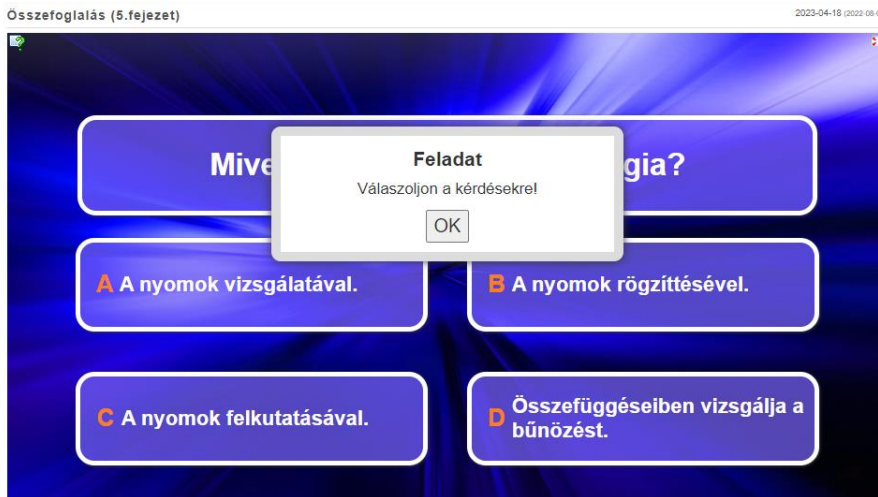 Összefoglalás (5.fejezet)
2023-04-18
Mive
gia?
Feladat
Válaszoljon a kérdésekre!
OK
A A nyomok vizsgálatával.
B A nyomok rögzíttésével.
C A nyomok felkutatásával.
D Összefüggéseiben vizsgálja a
bűnözést.